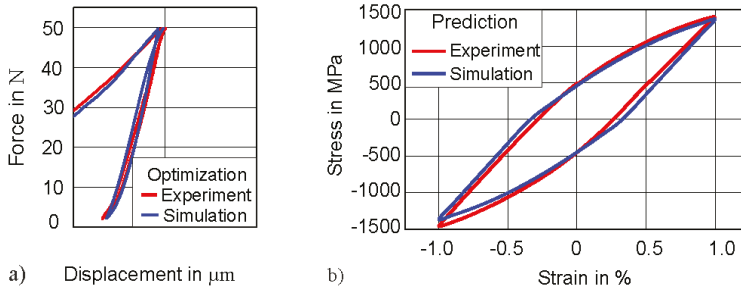 50
40
30
20
10
0
Force in N
Optimization
Experiment
Simulation
a) Displacement in μm
1500
1000
500
0
-500
-1000
-1500
Stress in MPa
Prediction
Experiment
Simulation
-1.0 -0.5 0 0.5 1.0
b) Strain in %